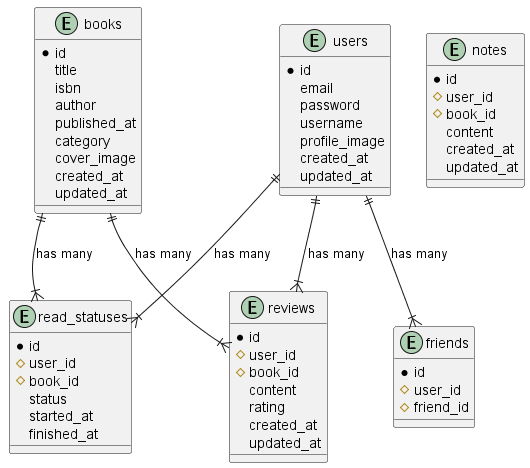 E books
id
title
isbn
author
published_at
category
cover_image
created_at
updated_at
E users
id
email
password
username
profile_image
created_at
updated_at
E notes
id
user_id
book_id
content
created_at
updated_at
has many
has many
has many
has many
has many
E read_statuses
id
user_id
book_id
status
started_at
finished_at
E reviews
id
user_id
book_id
content
rating
created_at
updated_at
E friends
id
user_id
friend_id